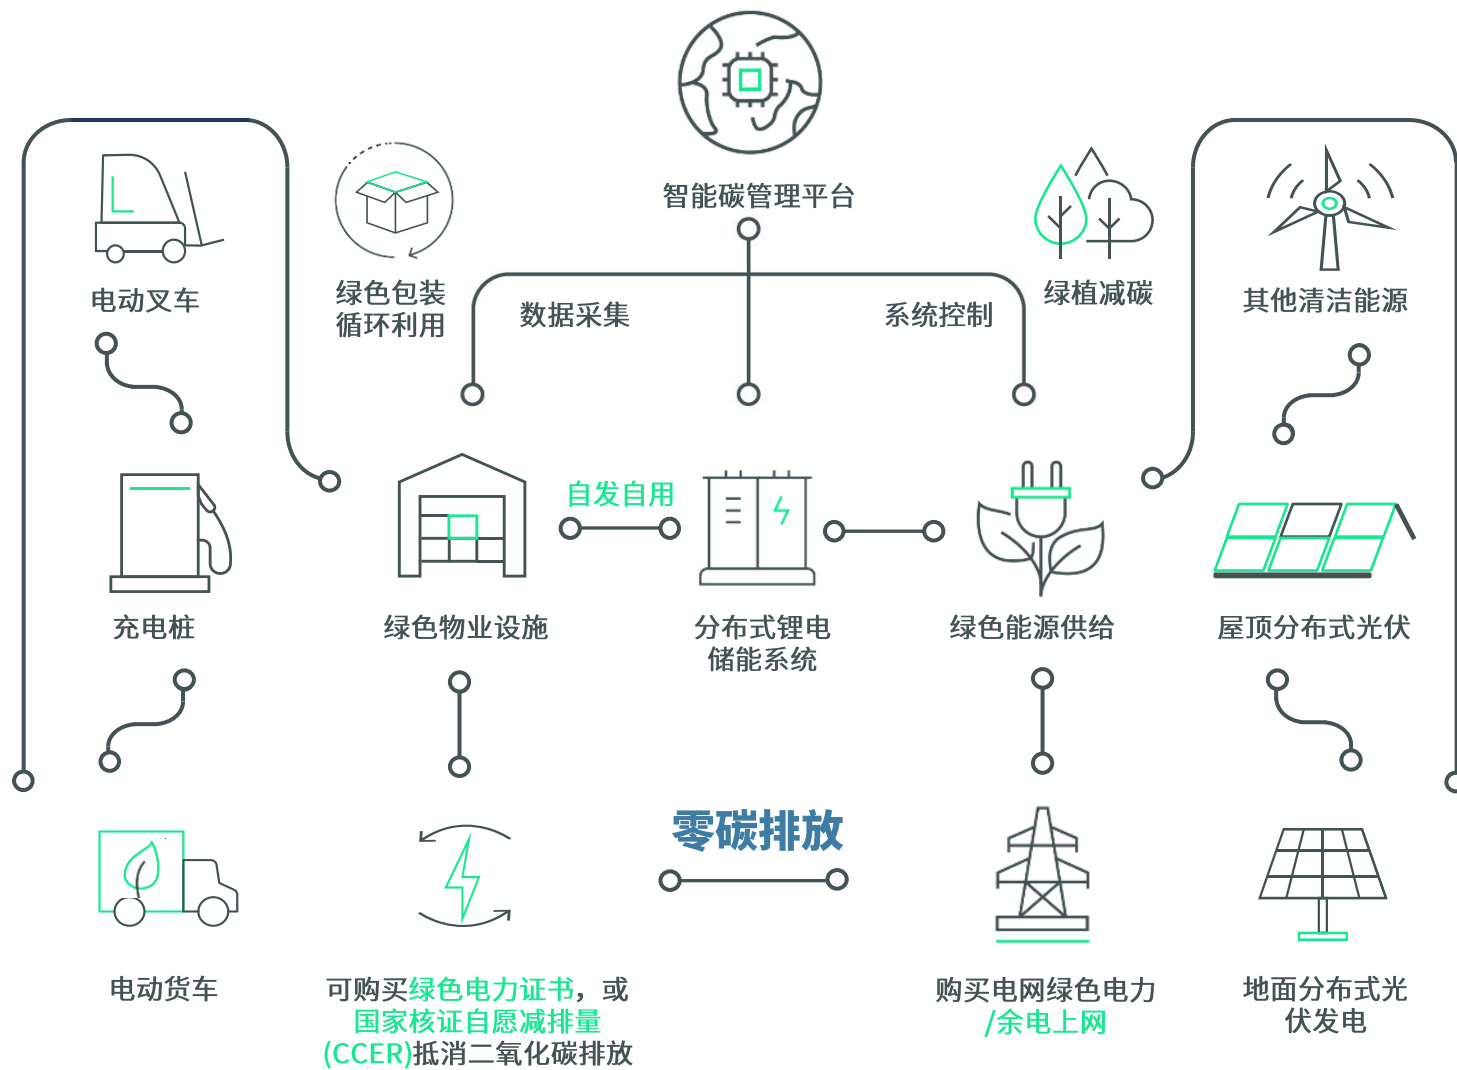 智能碳管理平台
电动叉车
绿色包装
循环利用
数据采集
系统控制
绿植减碳
其他清洁能源
自发自用
充电桩
绿色物业设施
分布式锂电
储能系统
绿色能源供给
屋顶分布式光伏
零碳排放
电动货车
可购买绿色电力证书，或
国家核证自愿减排量
(CCER)抵消二氧化碳排放
购买电网绿色电力
/余电上网
地面分布式光
伏发电